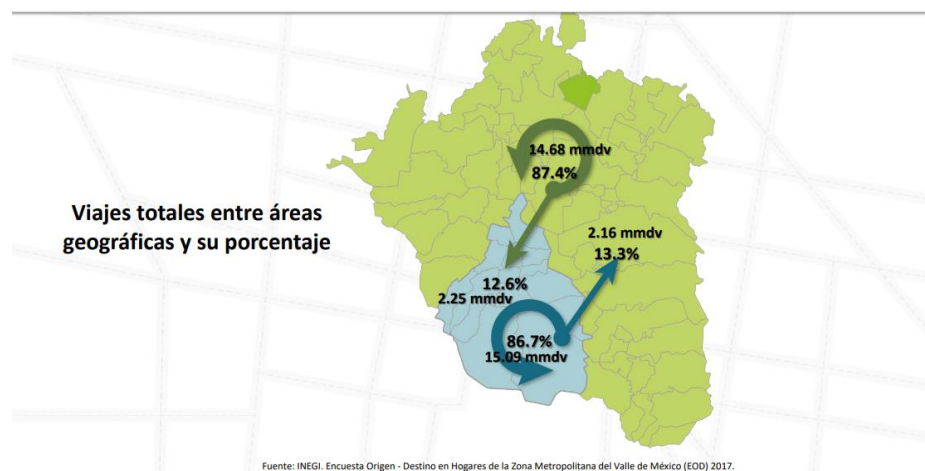 Viajes totales entre áreas
geográficas y su porcentaje
14.68 mmdv
87.4%
2.16 mmdv
13.3%
12.6%
2.25 mmdv
86.7%
15.09 mmdv
Fuente: INEGI. Encuesta Origen - Destino en Hogares de la Zona Metropolitana del Valle de México (EOD) 2017.